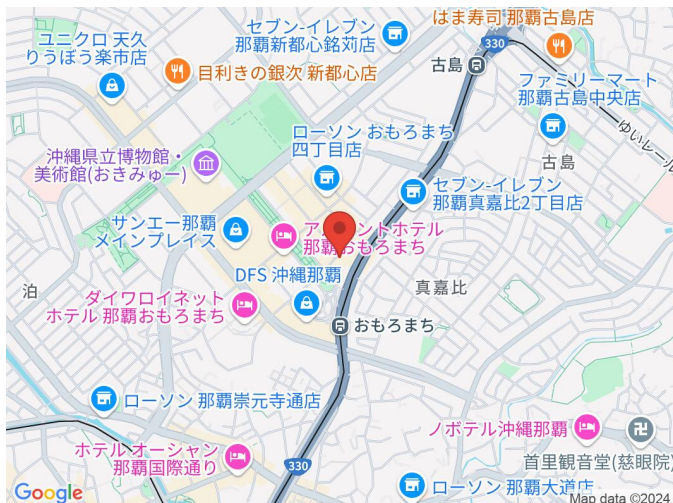 セブン-イレブン
那覇新都心銘苅店
はま寿司 那覇古島店
330
ユニクロ 天久
りうぼう楽市店
目利きの銀次 新都心店
古島
ファミリーマート
那覇古島中央店
ゆいレール
ローソン おもろまち
四丁目店
沖縄県立博物館・
美術館(おきみゅー)
古島
セブン-イレブン
那覇真嘉比2丁目店
サンエー那覇
メインプレイス
ントホテル
那覇おもろまち
DFS 沖縄那覇
真嘉比
泊
ダイワロイネット
ホテル 那覇おもろまち
おもろまち
ローソン 那覇崇元寺通店
ノボテル沖縄那覇
ホテル オーシャン
那覇国際通り
首里観音堂(慈眼院)
330
ローソン 那覇大道店
Google
Map data ©2024